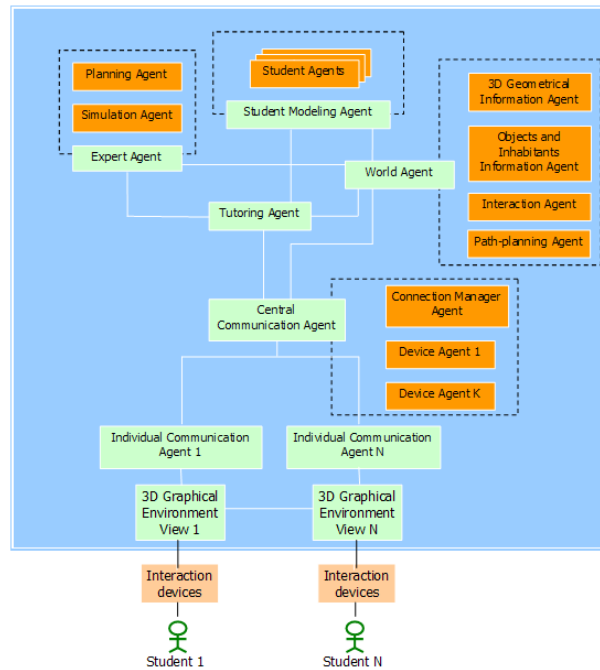 Planning Agent
Simulation Agent
Expert Agent
Student Agents
Student Modeling Agent
3D Geometrical
Information Agent
Objects and
Inhabitants
Information Agent
Interaction Agent
Path-planning Agent
World Agent
Tutoring Agent
Central
Communication Agent
Connection Manager
Agent
Device Agent 1
Device Agent K
Individual Communication
Agent 1
Individual Communication
Agent N
3D Graphical
Environment
View 1
3D Graphical
Environment
View N
Interaction
devices
Interaction
devices
Student 1
Student N